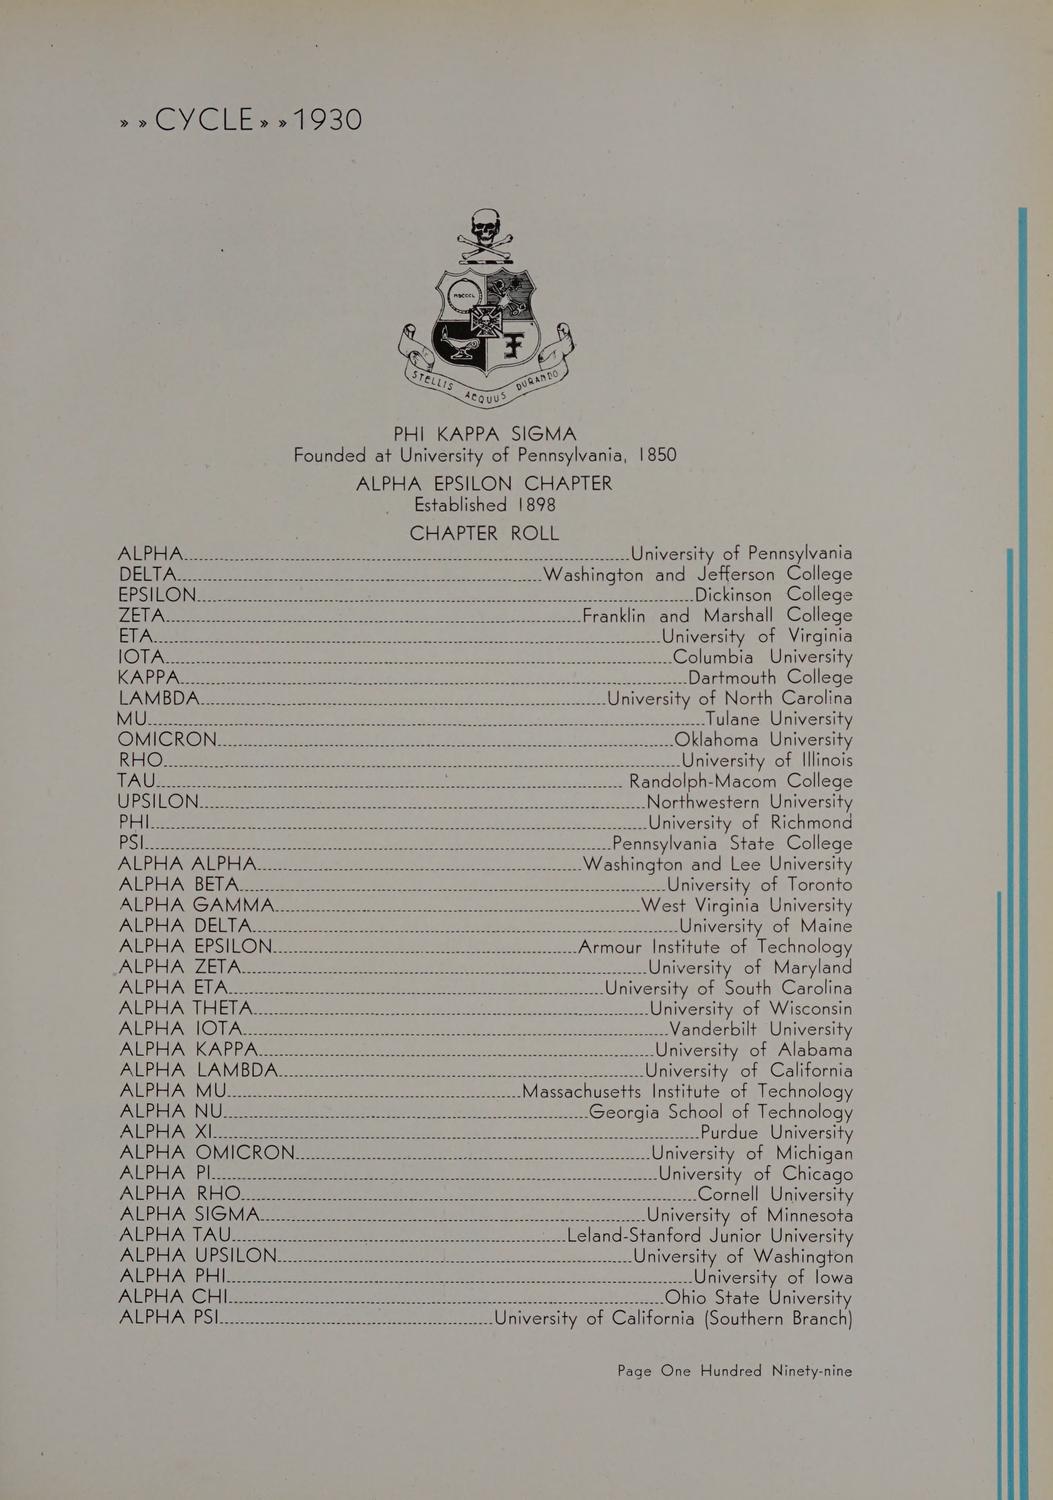 » » CYCLE » » 1930
MDCCCL
STELLIS AEQUUS DURANDO
PHI KAPPA SIGMA
Founded at University of Pennsylvania, 1850
ALPHA EPSILON CHAPTER
Established 1898
CHAPTER ROLL
ALPHA University of Pennsylvania
DELTA Washington and Jefferson College
EPSILON Dickinson College
ZETA Franklin and Marshall College
ETA University of Virginia
IOTA Columbia University
KAPPA Dartmouth College
LAMBDA University of North Carolina
MU Tulane University
OMICRON Oklahoma University
RHO University of Illinois
TAU Randolph-Macom College
UPSILON Northwestern University
PHI University of Richmond
PSI Pennsylvania State College
ALPHA ALPHA Washington and Lee University
ALPHA BETA University of Toronto
ALPHA GAMMA West Virginia University
ALPHA DELTA University of Maine
ALPHA EPSILON Armour Institute of Technology
ALPHA ZETA University of Maryland
ALPHA ETA University of South Carolina
ALPHA THETA University of Wisconsin
ALPHA IOTA Vanderbilt University
ALPHA KAPPA University of Alabama
ALPHA LAMBDA University of California
ALPHA MU Massachusetts Institute of Technology
ALPHA NU Georgia School of Technology
ALPHA XI Purdue University
ALPHA OMICRON University of Michigan
ALPHA PI University of Chicago
ALPHA RHO Cornell University
ALPHA SIGMA University of Minnesota
ALPHA TAU Leland-Stanford Junior University
ALPHA UPSILON University of Washington
ALPHA PHI University of Iowa
ALPHA CHI Ohio State University
ALPHA PSI University of California (Southern Branch)
Page One Hundred Ninety-nine